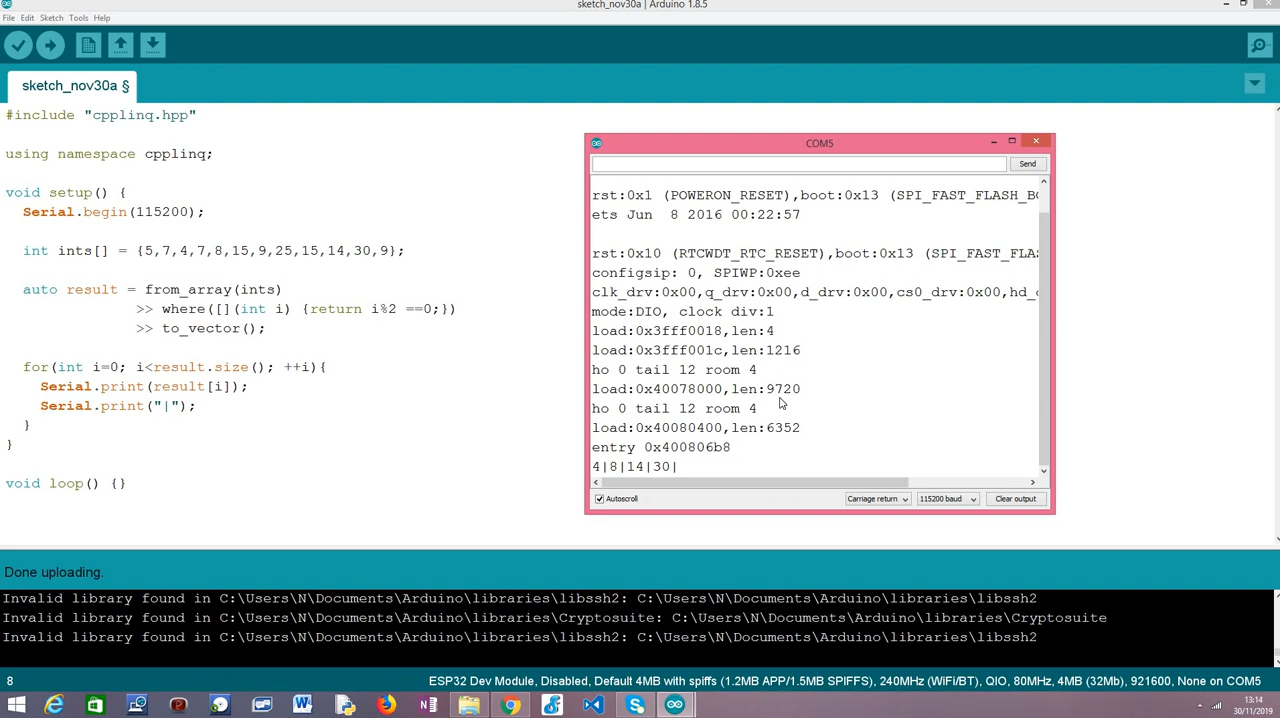 sketch_nov30a | Arduino 1.8.5
File Edit Sketch Tools Help
sketch_nov30a §
#include "cpplinq.hpp"
using namespace cpplinq;
void setup() {
Serial.begin(115200);
int ints[] = {5,7,4,7,8,15,9,25,15,14,30,9};
auto result = from_array(ints)
>> where([](int i) {return i%2 ==0;})
>> to_vector();
for(int i=0; i<result.size(); ++i){
Serial.print(result[i]);
Serial.print("|");
}
}
void loop() {}
COM5
Send
rst:0x1 (POWERON_RESET),boot:0x13 (SPI_FAST_FLASH_BO
ets Jun 8 2016 00:22:57
rst:0x10 (RTCWDT_RTC_RESET),boot:0x13 (SPI_FAST_FLAS
configsip: 0, SPIWP:0xee
clk_drv:0x00,q_drv:0x00,d_drv:0x00,cs0_drv:0x00,hd_c
mode:DIO, clock div:1
load:0x3fff0018,len:4
load:0x3fff001c,len:1216
ho 0 tail 12 room 4
load:0x40078000,len:9720
ho 0 tail 12 room 4
load:0x40080400,len:6352
entry 0x400806b8
4|8|14|30|
Autoscroll
Carriage return
115200 baud
Clear output
Done uploading.
Invalid library found in C:\Users\N\Documents\Arduino\libraries\libssh2: C:\Users\N\Documents\Arduino\libraries\libssh2
Invalid library found in C:\Users\N\Documents\Arduino\libraries\Cryptosuite: C:\Users\N\Documents\Arduino\libraries\Cryptosuite
Invalid library found in C:\Users\N\Documents\Arduino\libraries\libssh2: C:\Users\N\Documents\Arduino\libraries\libssh2
8
ESP32 Dev Module, Disabled, Default 4MB with spiffs (1.2MB APP/1.5MB SPIFFS), 240MHz (WiFi/BT), QIO, 80MHz, 4MB (32Mb), 921600, None on COM5
13:14
30/11/2019